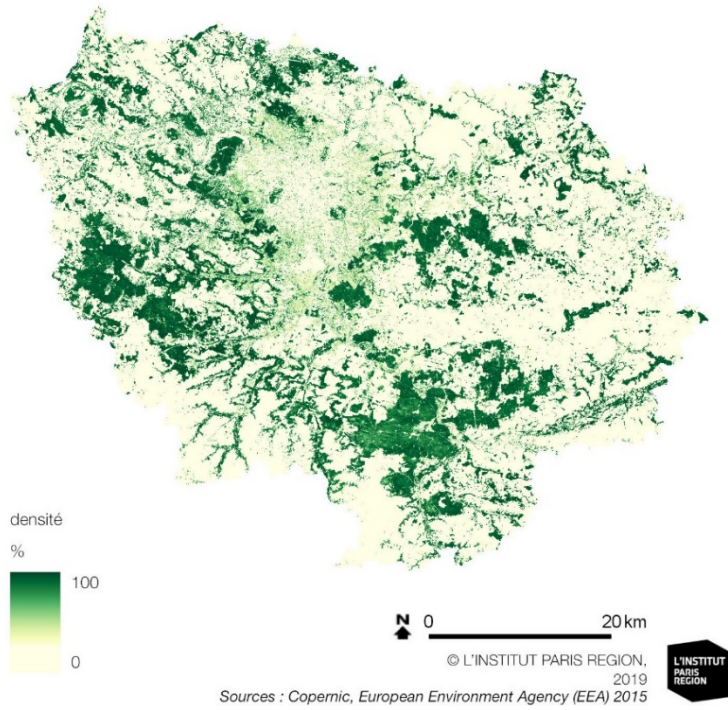 densité
%
100
0
N 0 20 km
© L'INSTITUT PARIS REGION,
2019
Sources : Copernic, European Environment Agency (EEA) 2015
L'INSTITUT
PARIS
REGION